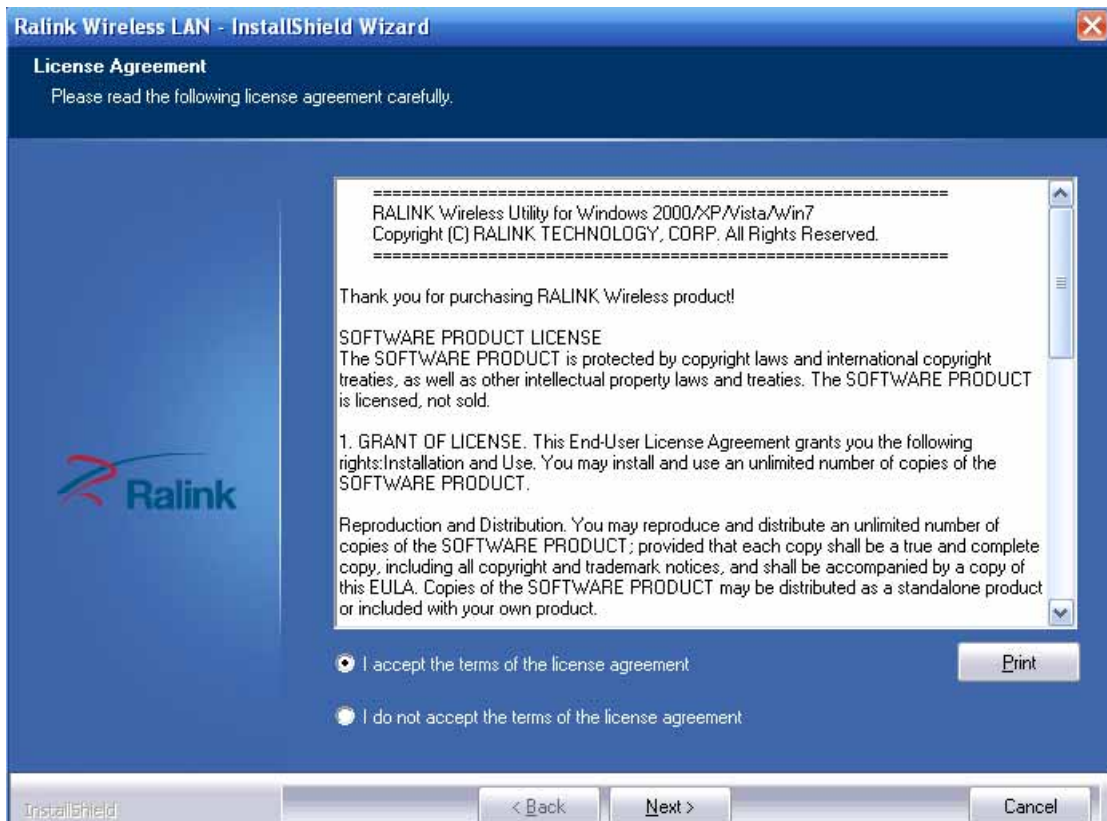 Ralink Wireless LAN - InstallShield Wizard
License Agreement
Please read the following license agreement carefully.
============================================================
RALINK Wireless Utility for Windows 2000/XP/Vista/Win7
Copyright (C) RALINK TECHNOLOGY, CORP. All Rights Reserved.
============================================================
Thank you for purchasing RALINK Wireless product!
SOFTWARE PRODUCT LICENSE
The SOFTWARE PRODUCT is protected by copyright laws and international copyright
treaties, as well as other intellectual property laws and treaties. The SOFTWARE PRODUCT
is licensed, not sold.
1. GRANT OF LICENSE. This End-User License Agreement grants you the following
rights:Installation and Use. You may install and use an unlimited number of copies of the
SOFTWARE PRODUCT.
Reproduction and Distribution. You may reproduce and distribute an unlimited number of
copies of the SOFTWARE PRODUCT; provided that each copy shall be a true and complete
copy, including all copyright and trademark notices, and shall be accompanied by a copy of
this EULA. Copies of the SOFTWARE PRODUCT may be distributed as a standalone product
or included with your own product.
Ralink
I accept the terms of the license agreement
Print
I do not accept the terms of the license agreement
InstallShield
< Back
Next >
Cancel